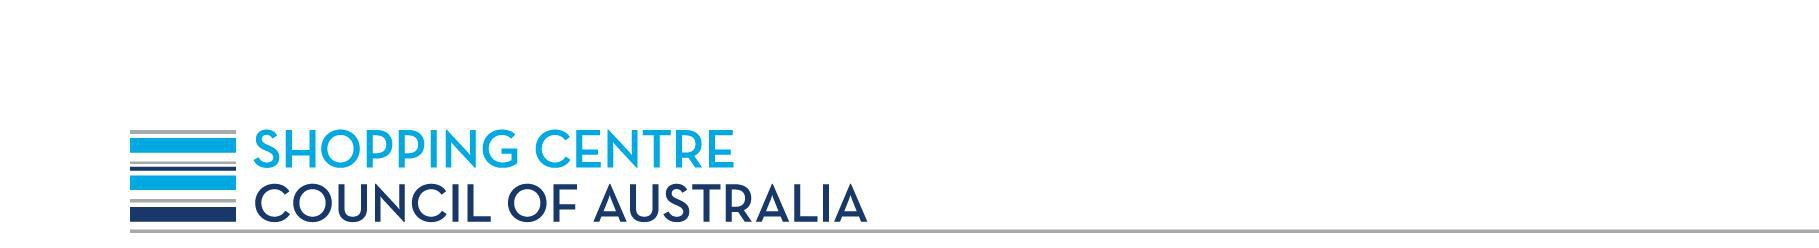 SHOPPING CENTRE
COUNCIL OF AUSTRALIA